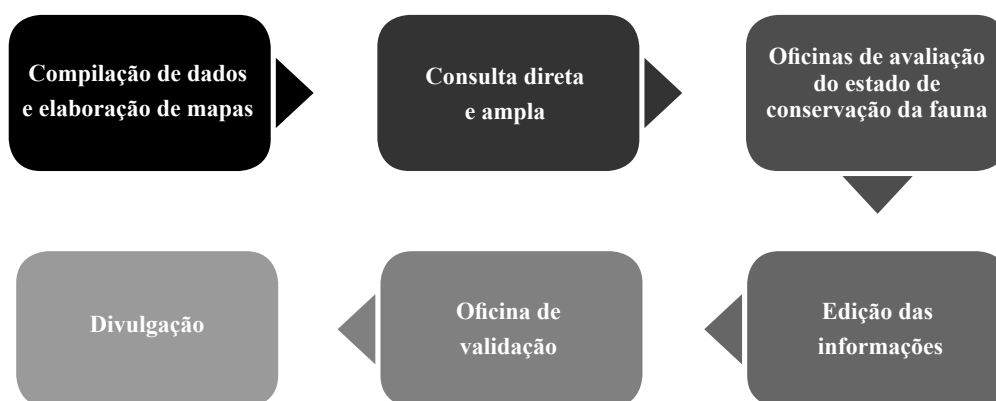 Compilação de dados
e elaboração de mapas
Consulta direta
e ampla
Oficinas de avaliação
do estado de
conservação da fauna
Edição das
informações
Oficina de
validação
Divulgação